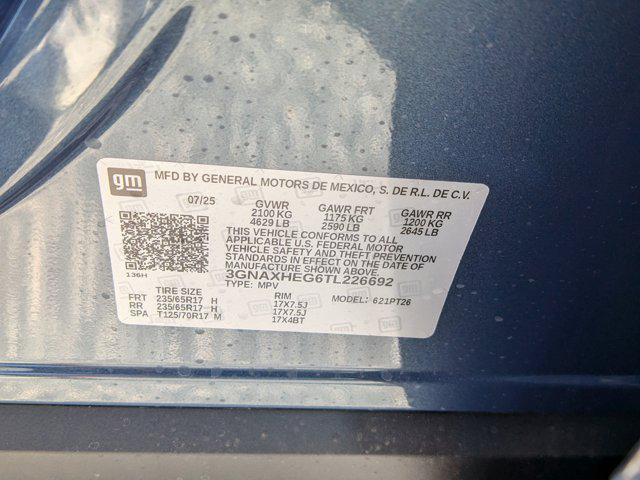 gm MFD BY GENERAL MOTORS DE MEXICO, S. DE R.L. DE C.V.
07/25 GVWR GAWR FRT GAWR RR
2100 KG 1175 KG 1200 KG
4629 LB 2590 LB 2645 LB
THIS VEHICLE CONFORMS TO ALL
APPLICABLE U.S. FEDERAL MOTOR
VEHICLE SAFETY AND THEFT PREVENTION
STANDARDS IN EFFECT ON THE DATE OF
MANUFACTURE SHOWN ABOVE.
3GNAXHEG6TL226692
136H TYPE: MPV
TIRE SIZE RIM MODEL: 621PT26
FRT 235/65R17 H 17X7.5J
RR 235/65R17 H 17X7.5J
SPA T125/70R17 M 17X4BT